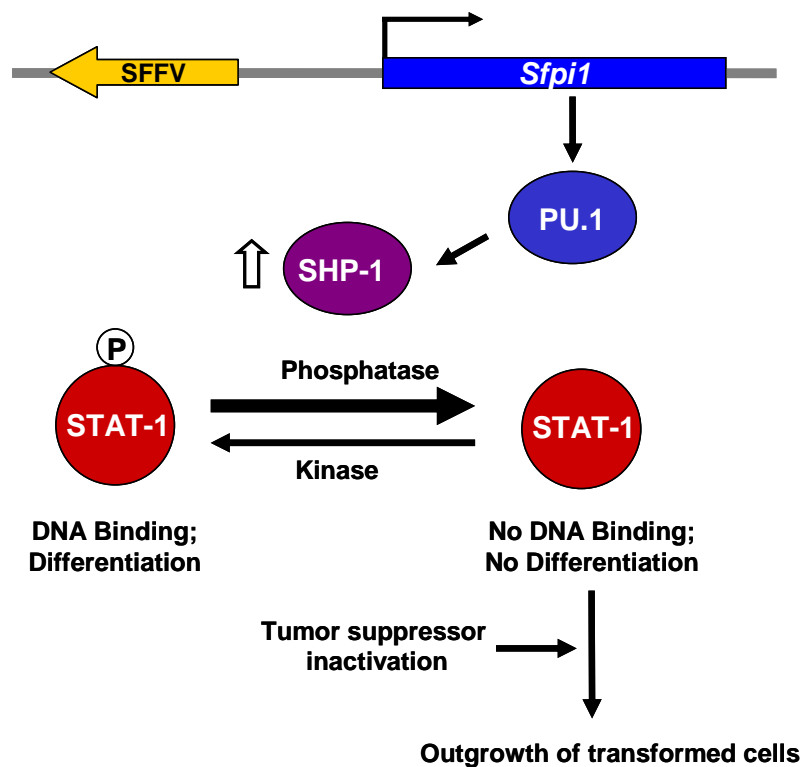 SFFV
Sfpi1
PU.1
SHP-1
P
STAT-1
Phosphatase
Kinase
STAT-1
DNA Binding;
Differentiation
No DNA Binding;
No Differentiation
Tumor suppressor
inactivation
Outgrowth of transformed cells